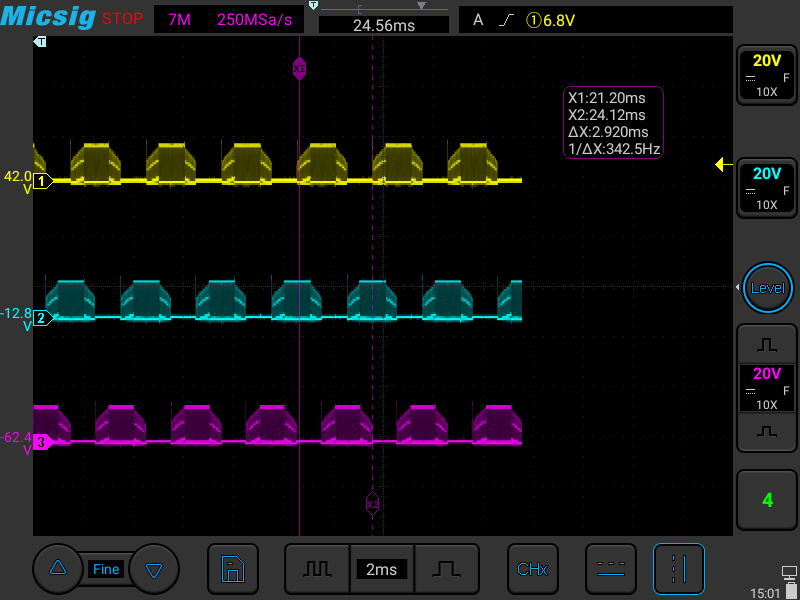 Micsig STOP 7M 250MSa/s T 24.56ms A ①6.8V
T
X1
X1:21.20ms
X2:24.12ms
ΔX:2.920ms
1/ΔX:342.5Hz
20V
F
10X
42.0
V
1
20V
F
10X
-12.8
V
2
Level
20V
F
10X
-62.4
V
3
X2
4
Fine
2ms
CHx
15:01